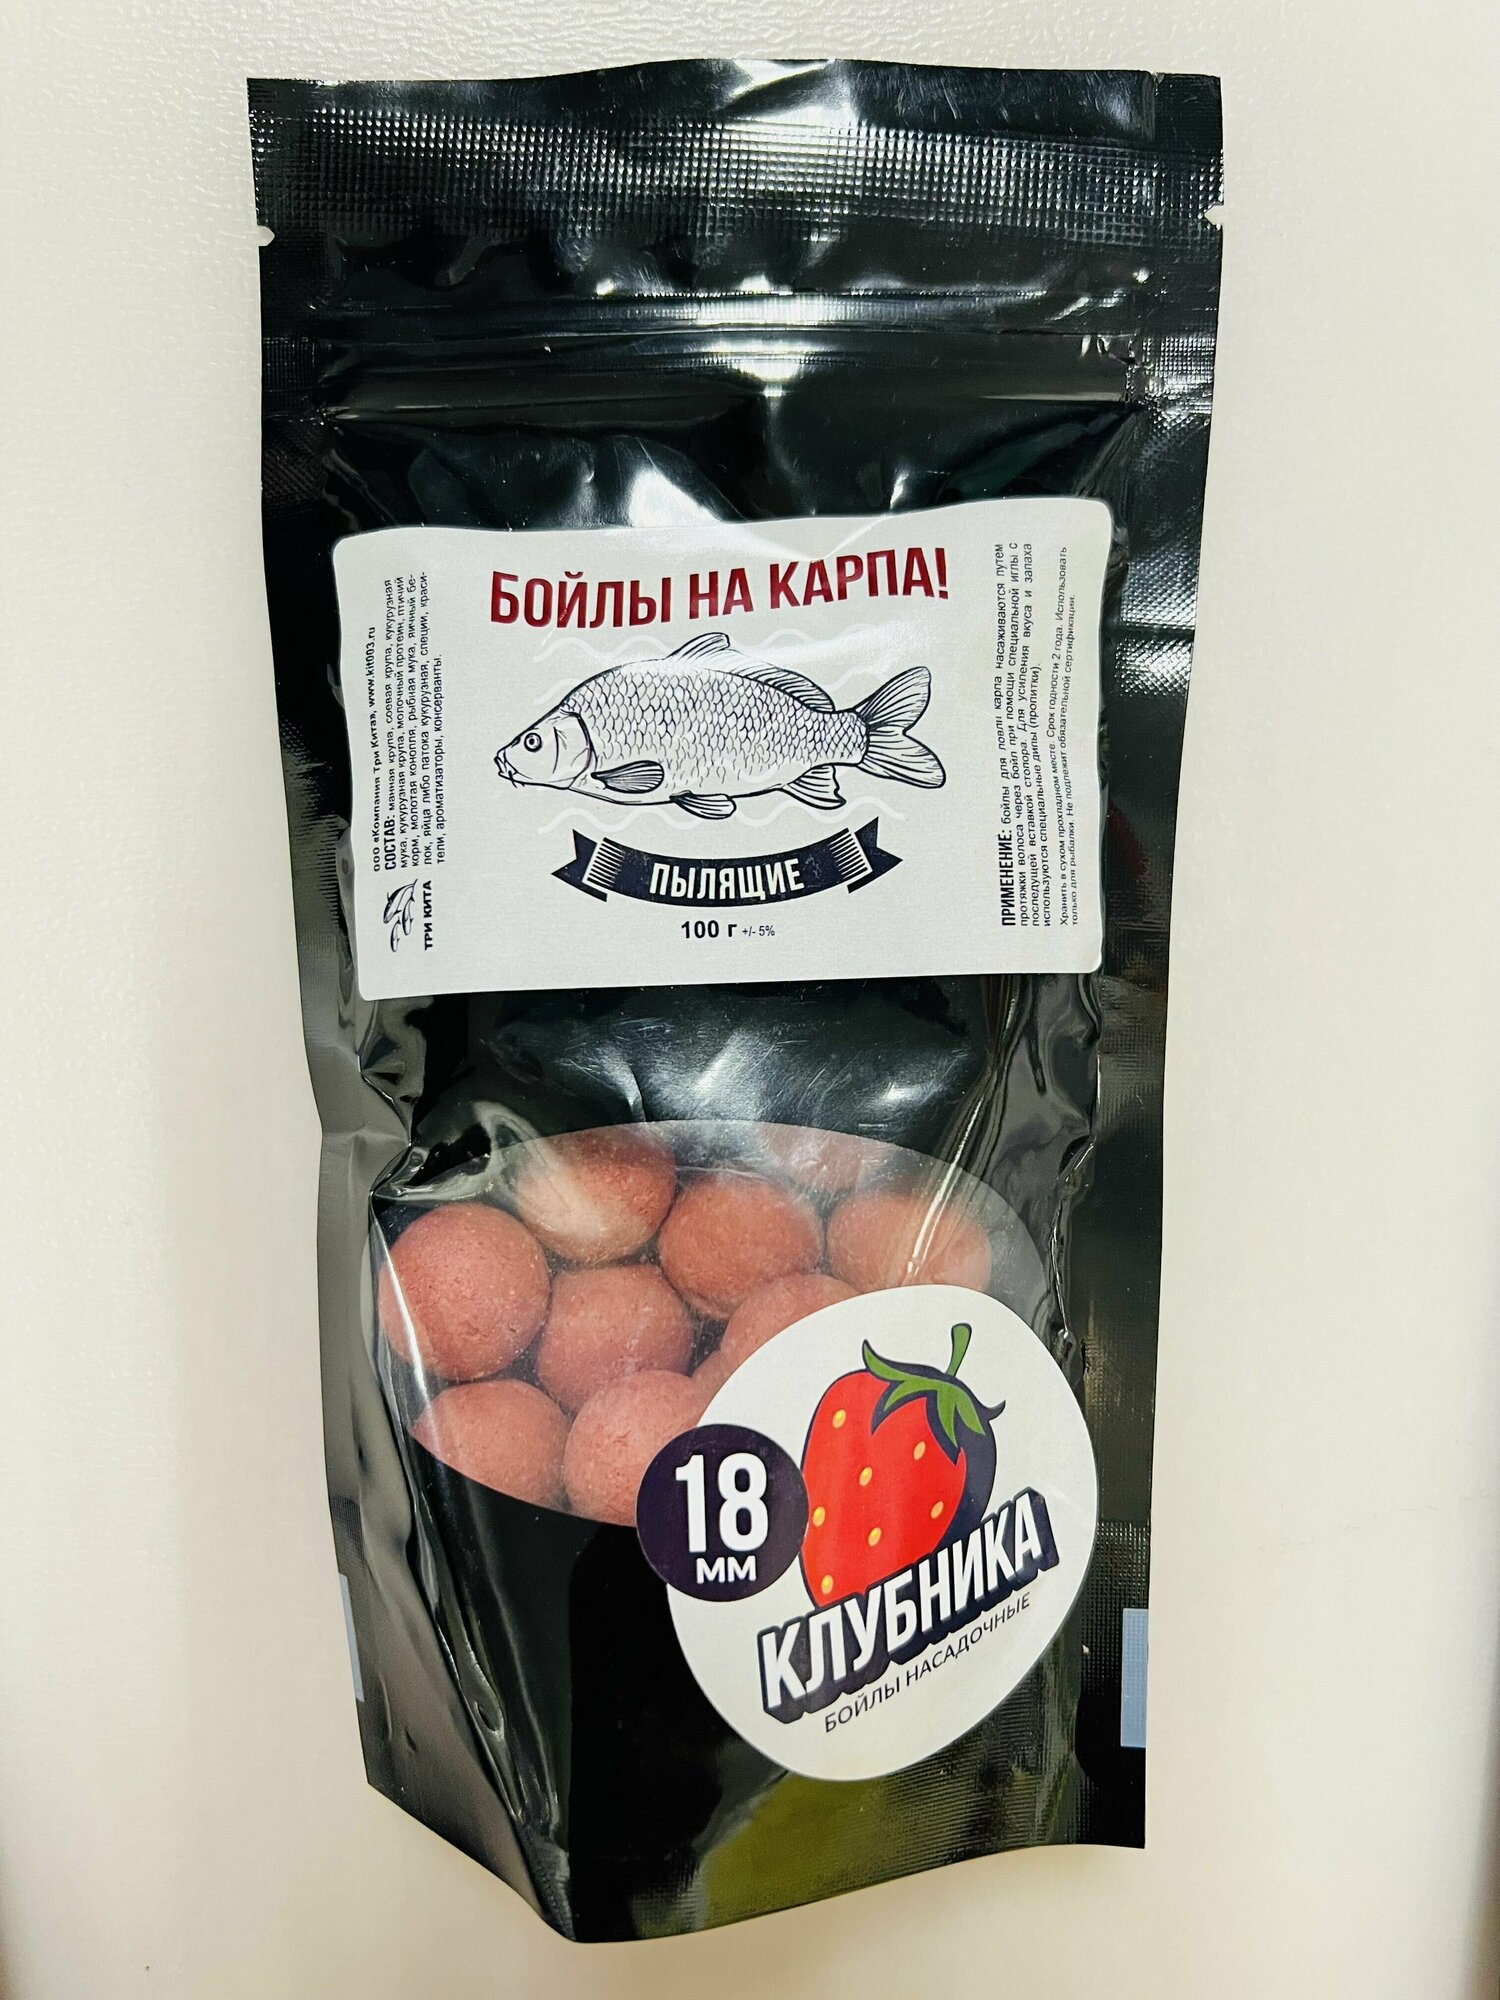 БОЙЛЫ НА КАРПА!
ПЫЛЯЩИЕ
100 г +/- 5%
ООО «Компания Три Кита», www.kit003.ru
СОСТАВ: манная крупа, соевая крупа, кукурузная
мука, кукурузная крупа, молочный протеин, птичий
корм, молотая конопля, рыбная мука, яичный бе-
лок, яйца либо патока кукурузная, специи, краси-
тели, ароматизаторы, консерванты.
ТРИ КИТА
ПРИМЕНЕНИЕ: бойлы для ловли карпа насаживаются путем
протяжки волоса через бойл при помощи специальной иглы с
последущей вставкой стопора. Для усиления вкуса и запаха
используются специальные дипы (пропитки).
Хранить в сухом прохладном месте. Срок годности 2 года. Использовать
только для рыбалки. Не подлежит обязательной сертификации.
18
ММ
КЛУБНИКА
БОЙЛЫ НАСАДОЧНЫЕ